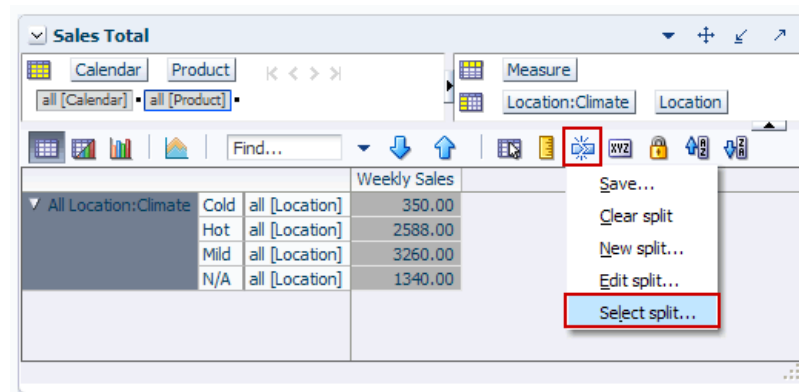 Sales Total
Calendar Product Measure
all [Calendar] all [Product] Location:Climate Location
Find... XYZ A Z Z A
Weekly Sales
All Location:Climate Cold all [Location] 350.00
Hot all [Location] 2588.00
Mild all [Location] 3260.00
N/A all [Location] 1340.00
Save...
Clear split
New split...
Edit split...
Select split...